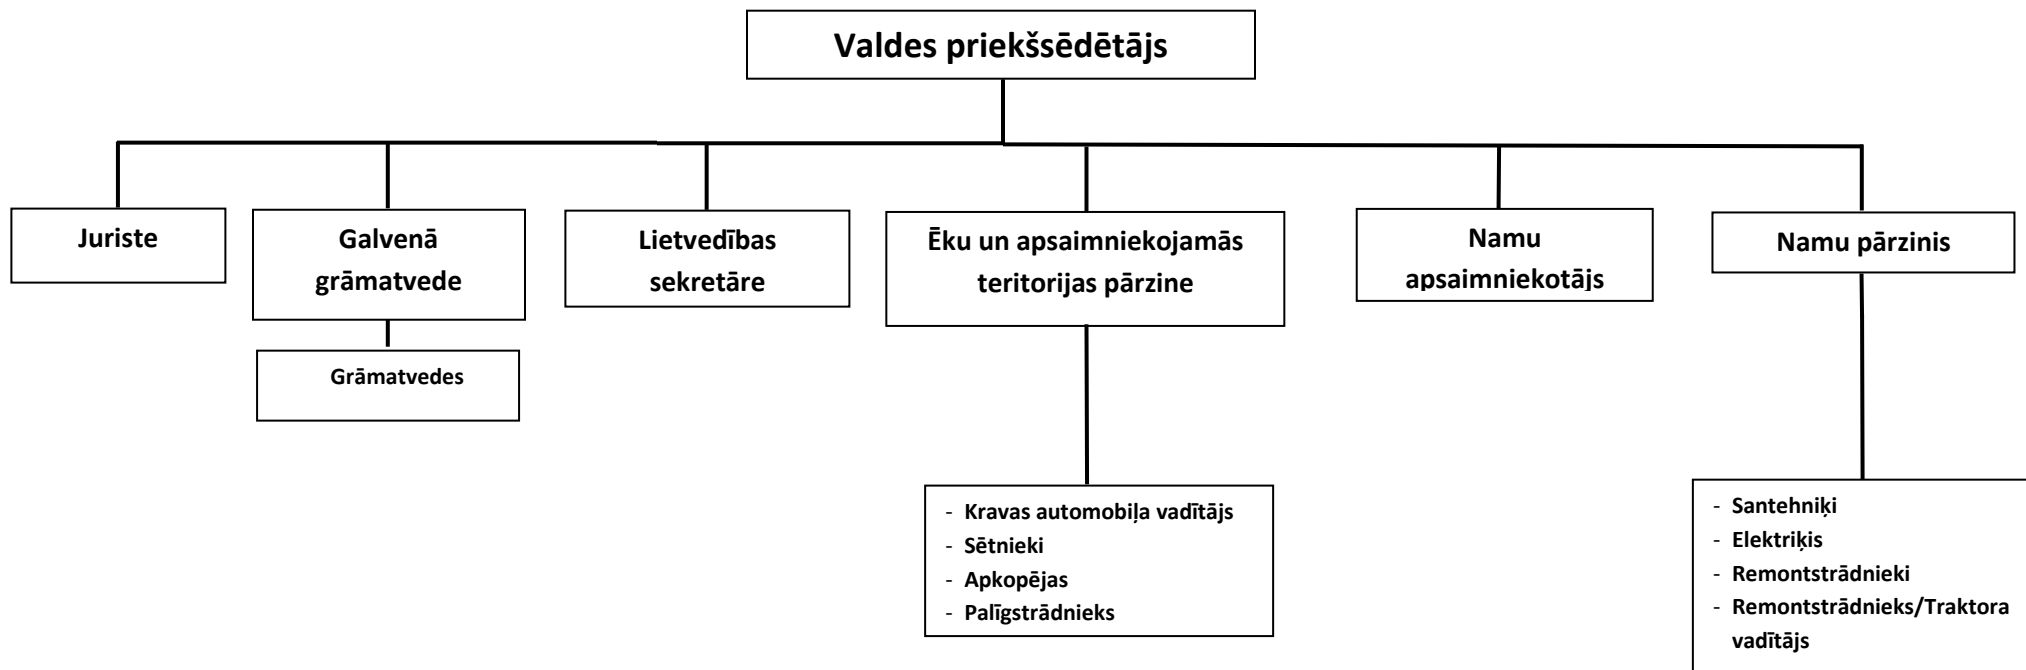 Valdes priekšsēdētājs
Juriste
Galvenā
grāmatvede
Lietvedības
sekretāre
Ēku un apsaimniekojamās
teritorijas pārzine
Namu
apsaimniekotājs
Namu pārzinis
Grāmatvedes
- Kravas automobiļa vadītājs
- Sētnieki
- Apkopējas
- Palīgstrādnieks
- Santehniķi
- Elektriķis
- Remontstrādnieki
- Remontstrādnieks/Traktora
vadītājs